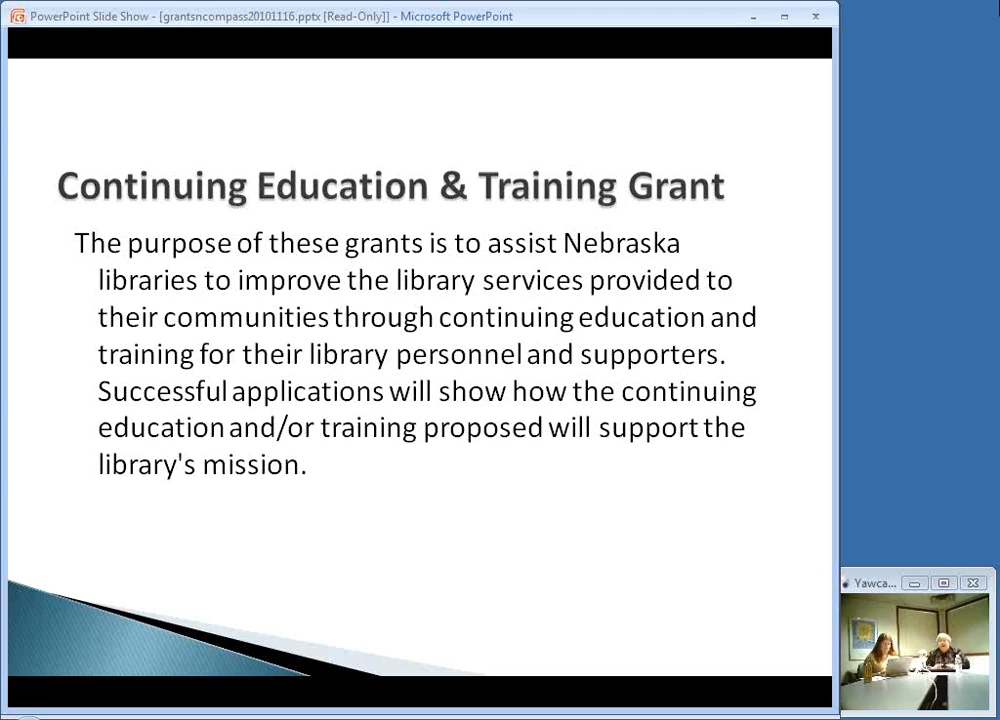 PowerPoint Slide Show - [grantsncompass20101116.pptx [Read-Only]] - Microsoft PowerPoint
Continuing Education & Training Grant
The purpose of these grants is to assist Nebraska
libraries to improve the library services provided to
their communities through continuing education and
training for their library personnel and supporters.
Successful applications will show how the continuing
education and/or training proposed will support the
library's mission.
Yawca...